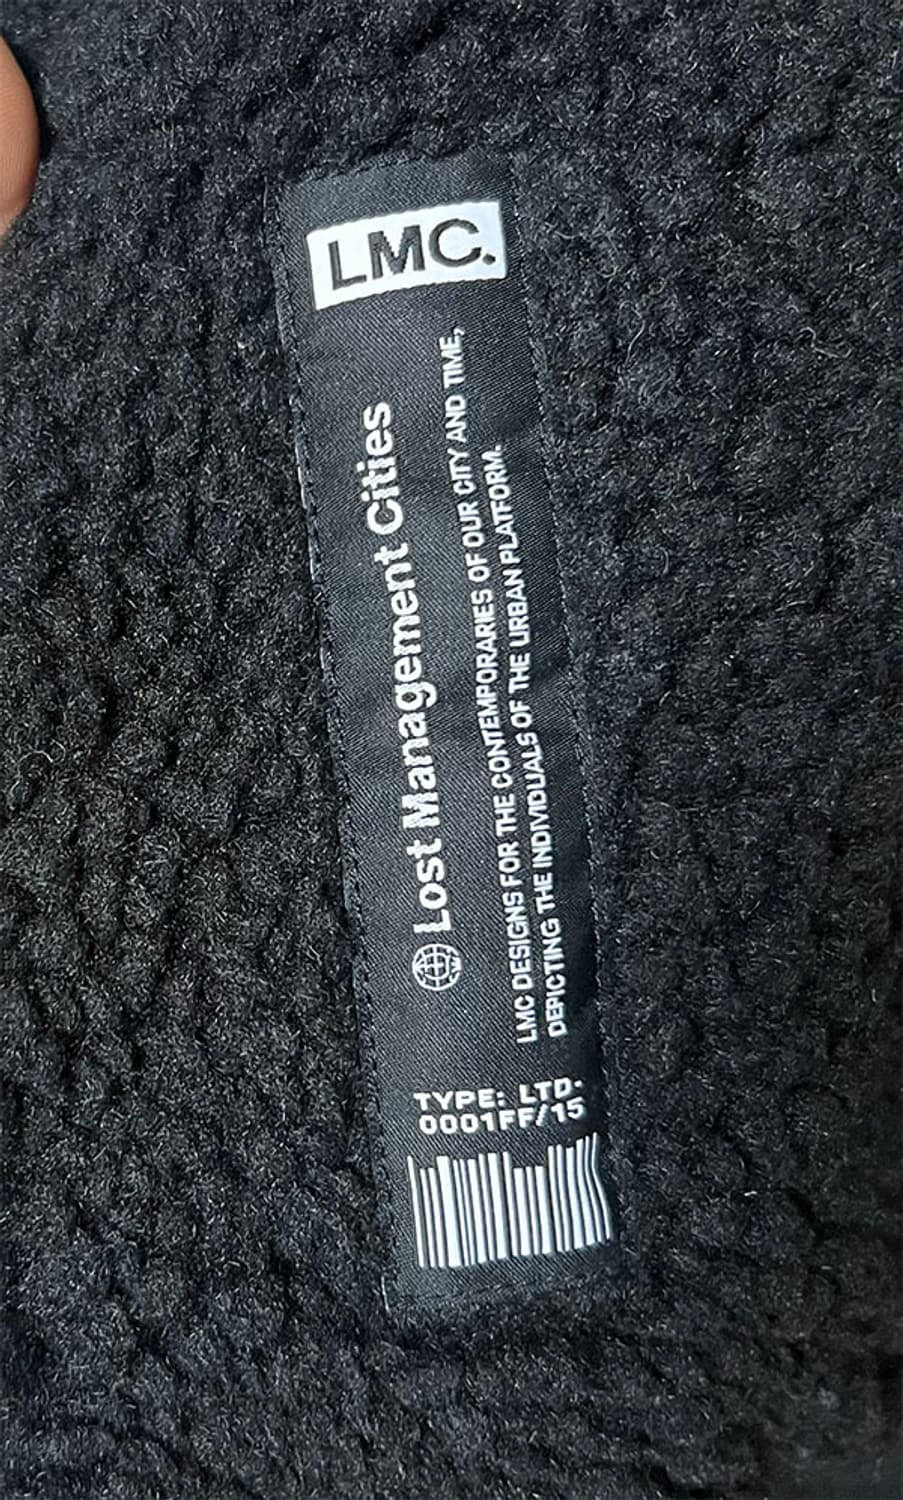 LMC.
Lost Management Cities
LMC DESIGNS FOR THE CONTEMPORARIES OF OUR CITY AND TIME,
DEPICTING THE INDIVIDUALS OF THE URBAN PLATFORM.
TYPE: LTD-
0001FF/15